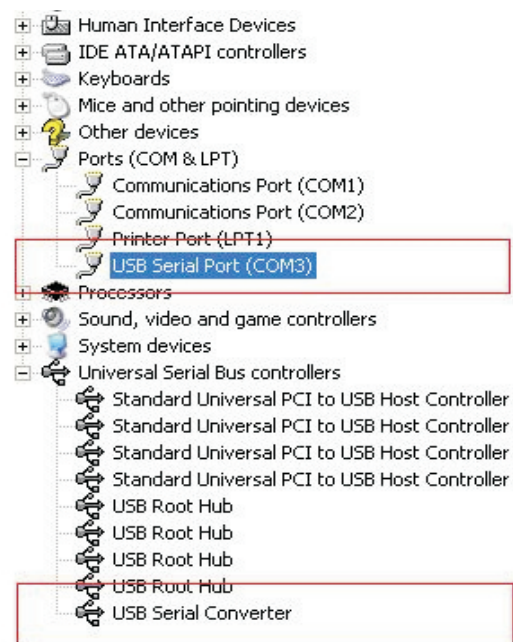 Human Interface Devices
IDE ATA/ATAPI controllers
Keyboards
Mice and other pointing devices
Other devices
Ports (COM & LPT)
Communications Port (COM1)
Communications Port (COM2)
Printer Port (LPT1)
USB Serial Port (COM3)
Processors
Sound, video and game controllers
System devices
Universal Serial Bus controllers
Standard Universal PCI to USB Host Controller
Standard Universal PCI to USB Host Controller
Standard Universal PCI to USB Host Controller
Standard Universal PCI to USB Host Controller
USB Root Hub
USB Root Hub
USB Root Hub
USB Root Hub
USB Serial Converter